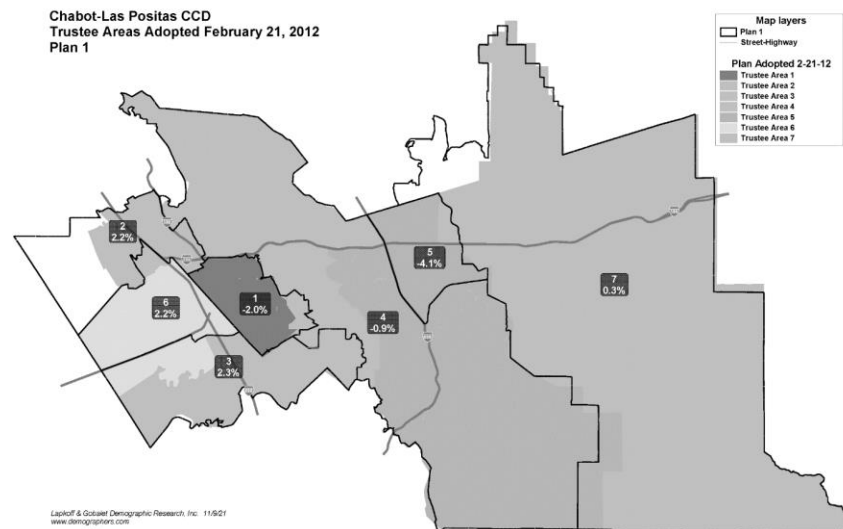 Chabot-Las Positas CCD
Trustee Areas Adopted February 21, 2012
Plan 1
Map layers
Plan 1
Street-Highway
Plan Adopted 2-21-12
Trustee Area 1
Trustee Area 2
Trustee Area 3
Trustee Area 4
Trustee Area 5
Trustee Area 6
Trustee Area 7
2
2.2%
5
-4.1%
7
0.3%
6
2.2%
1
-2.0%
4
-0.9%
3
2.3%
Lapkoff & Gobalet Demographic Research, Inc. 11/9/21
www.demographers.com